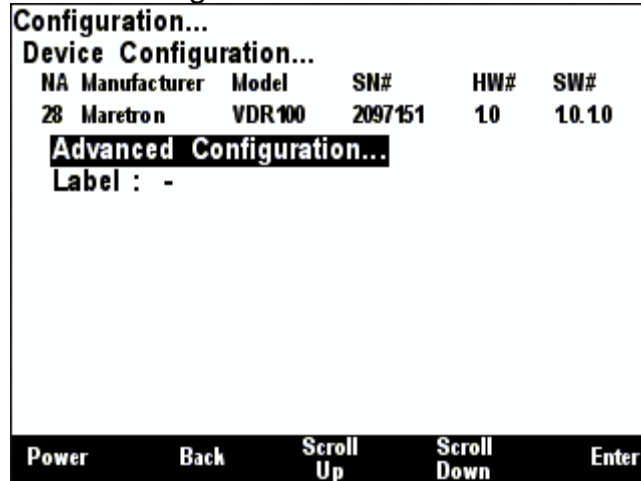 Configuration...
Device Configuration...
NA Manufacturer Model SN# HW# SW#
28 Maretron VDR100 2097151 1.0 1.0.1.0
Advanced Configuration...
Label : -
Power Back Scroll Up Scroll Down Enter